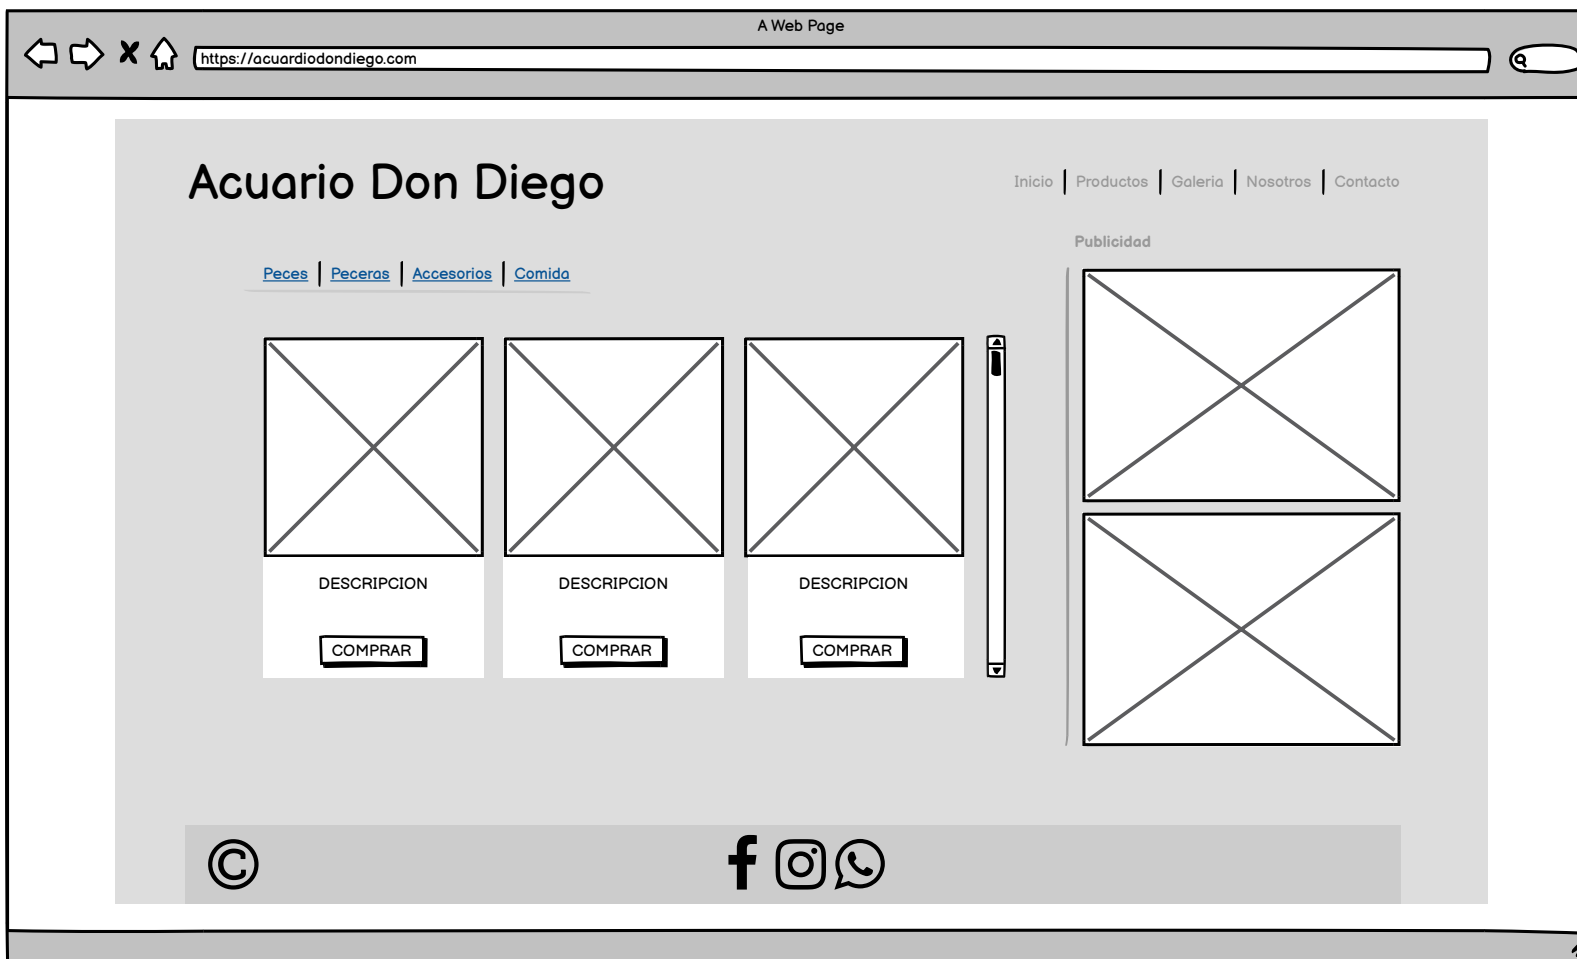 A Web Page
https://acuardiodondiego.com
Acuario Don Diego
Inicio Productos Galeria Nosotros Contacto
Publicidad
Peces Peceras Accesorios Comida
DESCRIPCION DESCRIPCION DESCRIPCION
COMPRAR COMPRAR COMPRAR
©